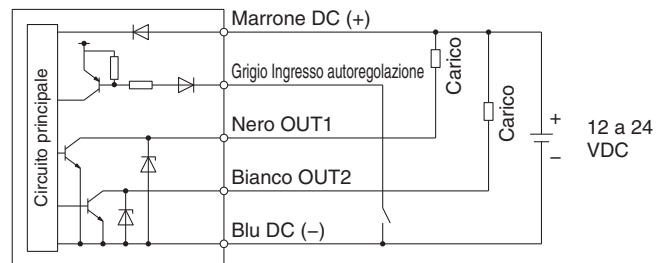 Marrone DC (+)
Grigio Ingresso autoregolazione
Carico
Carico
Circuito principale
Nero OUT1
+
12 a 24
VDC
−
Bianco OUT2
Blu DC (−)